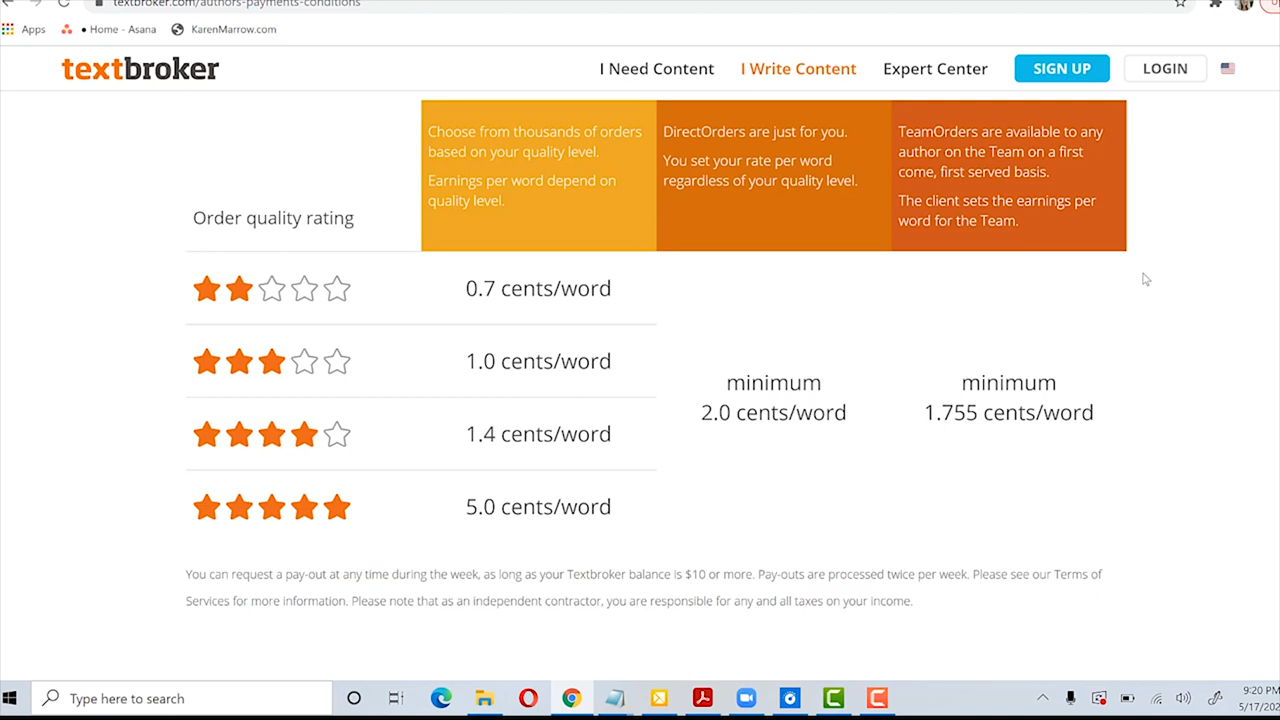 textbroker.com/authors-payments-conditions
Apps
• Home - Asana
KarenMarrow.com
textbroker
I Need Content
I Write Content
Expert Center
SIGN UP
LOGIN
Order quality rating
Choose from thousands of orders
based on your quality level.
Earnings per word depend on
quality level.
DirectOrders are just for you.
You set your rate per word
regardless of your quality level.
TeamOrders are available to any
author on the Team on a first
come, first served basis.
The client sets the earnings per
word for the Team.
0.7 cents/word
1.0 cents/word
1.4 cents/word
5.0 cents/word
minimum
2.0 cents/word
minimum
1.755 cents/word
You can request a pay-out at any time during the week, as long as your Textbroker balance is $10 or more. Pay-outs are processed twice per week. Please see our Terms of
Services for more information. Please note that as an independent contractor, you are responsible for any and all taxes on your income.
Type here to search
9:20 PM
5/17/202